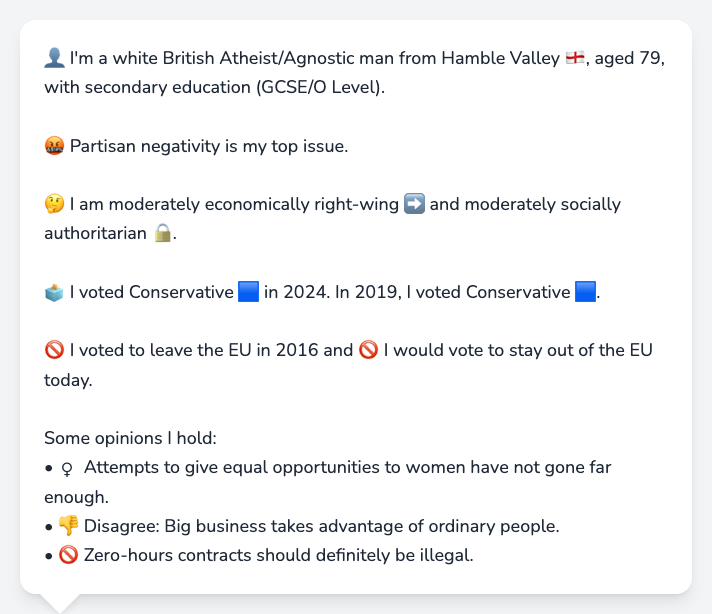 👤 I'm a white British Atheist/Agnostic man from Hamble Valley 🏴󠁧󠁢󠁥󠁮󠁧󠁿, aged 79,
with secondary education (GCSE/O Level).
🤬 Partisan negativity is my top issue.
🤔 I am moderately economically right-wing ➡️ and moderately socially
authoritarian 🔒.
🗳️ I voted Conservative 🟦 in 2024. In 2019, I voted Conservative 🟦.
🚫 I voted to leave the EU in 2016 and 🚫 I would vote to stay out of the EU
today.
Some opinions I hold:
• ♀ Attempts to give equal opportunities to women have not gone far
enough.
• 👎 Disagree: Big business takes advantage of ordinary people.
• 🚫 Zero-hours contracts should definitely be illegal.